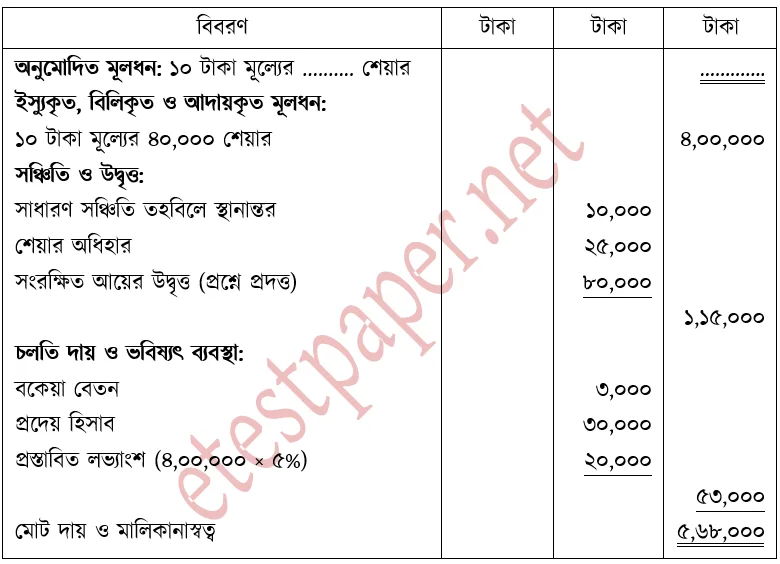 বিবরণ টাকা টাকা টাকা
অনুমোদিত মূলধন: ১০ টাকা মূল্যের .......... শেয়ার .............
ইস্যুকৃত, বিলিকৃত ও আদায়কৃত মূলধন:
১০ টাকা মূল্যের ৪০,০০০ শেয়ার ৪,০০,০০০
সঞ্চিতি ও উদ্বৃত্ত:
সাধারণ সঞ্চিতি তহবিলে স্থানান্তর ১০,০০০
শেয়ার অধিহার ২৫,০০০
সংরক্ষিত আয়ের উদ্বৃত্ত (প্রশ্নে প্রদত্ত) ৮০,০০০
১,১৫,০০০
চলতি দায় ও ভবিষ্যৎ ব্যবস্থা:
বকেয়া বেতন ৩,০০০
প্রদেয় হিসাব ৩০,০০০
প্রস্তাবিত লভ্যাংশ (৪,০০,০০০ × ৫%) ২০,০০০
৫৩,০০০
মোট দায় ও মালিকানাস্বত্ব ৫,৬৮,০০০
etestpaper.net